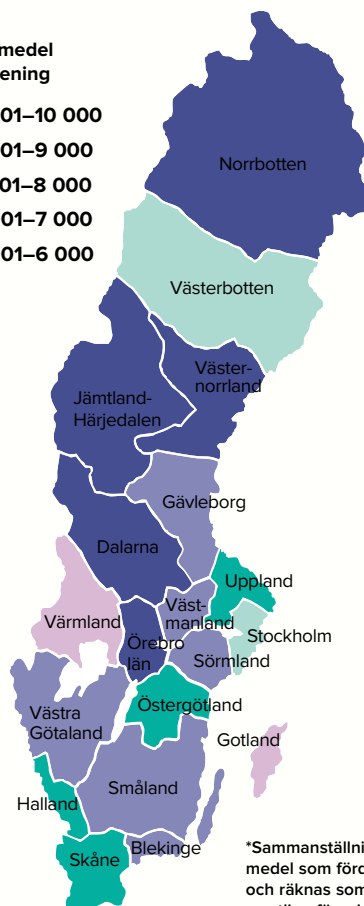 medel
ening
01–10 000
01–9 000
01–8 000
01–7 000
01–6 000
Norrbotten
Västerbotten
Väster-
norrland
Jämtland-
Härjedalen
Gävleborg
Dalarna
Uppland
Värmland
Väst-
manland
Örebro
län
Stockholm
Sörmland
Östergötland
Västra
Götaland
Gotland
Småland
Halland
Blekinge
Skåne
*Sammanställni
medel som förd
och räknas som